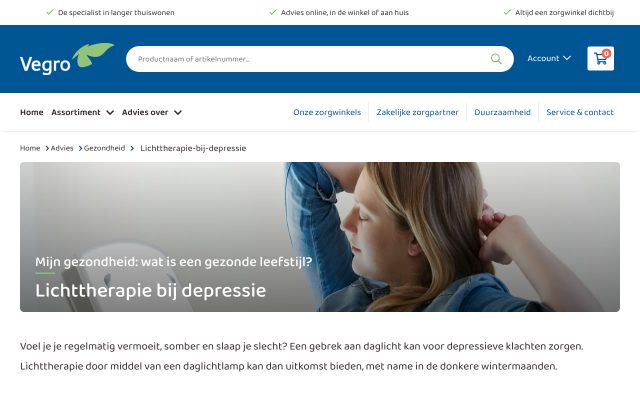 De specialist in langer thuiswonen
Advies online, in de winkel of aan huis
Altijd een zorgwinkel dichtbij
Vegro
Productnaam of artikelnummer...
Account
0
Home
Assortiment
Advies over
Onze zorgwinkels
Zakelijke zorgpartner
Duurzaamheid
Service & contact
Home
Advies
Gezondheid
Lichttherapie-bij-depressie
Mijn gezondheid: wat is een gezonde leefstijl?
Lichttherapie bij depressie
Voel je je regelmatig vermoeit, somber en slaap je slecht? Een gebrek aan daglicht kan voor depressieve klachten zorgen.
Lichttherapie door middel van een daglichtlamp kan dan uitkomst bieden, met name in de donkere wintermaanden.